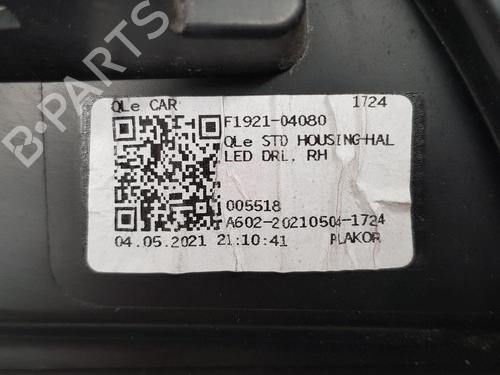 QLe CAR 1724
F1921-04080
QLe STD HOUSING-HAL
LED DRL, RH
005518
A602-20210504-1724
04.05.2021 21:10:41 PLAKOR
B-PARTS